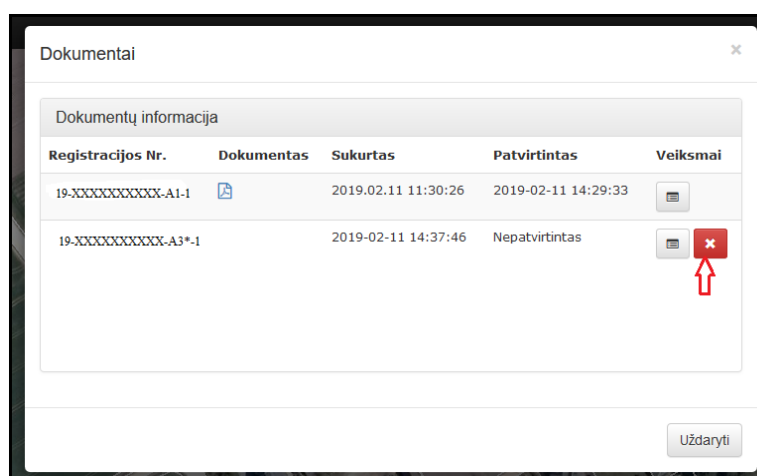 Dokumentai ×
Dokumentų informacija
Registracijos Nr. Dokumentas Sukurtas Patvirtintas Veiksmai
19-XXXXXXXXXX-A1-1 2019.02.11 11:30:26 2019-02-11 14:29:33
19-XXXXXXXXXX-A3*-1 2019-02-11 14:37:46 Nepatvirtintas
Uždaryti